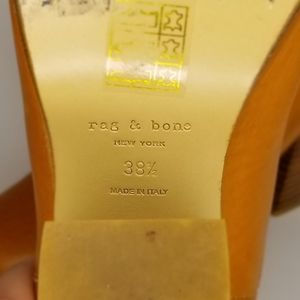 rag & bone
NEW YORK
38½
MADE IN ITALY